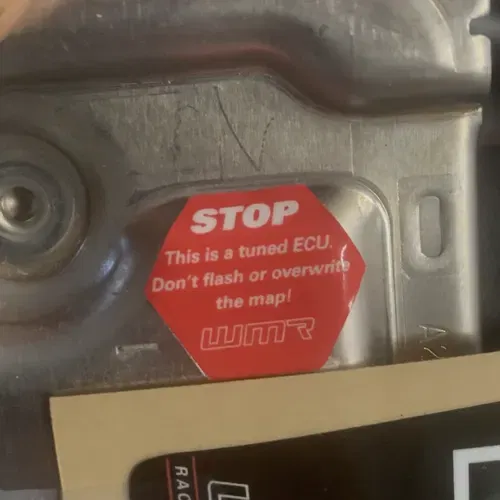 STOP
This is a tuned ECU.
Don't flash or overwrite
the map!
WMR